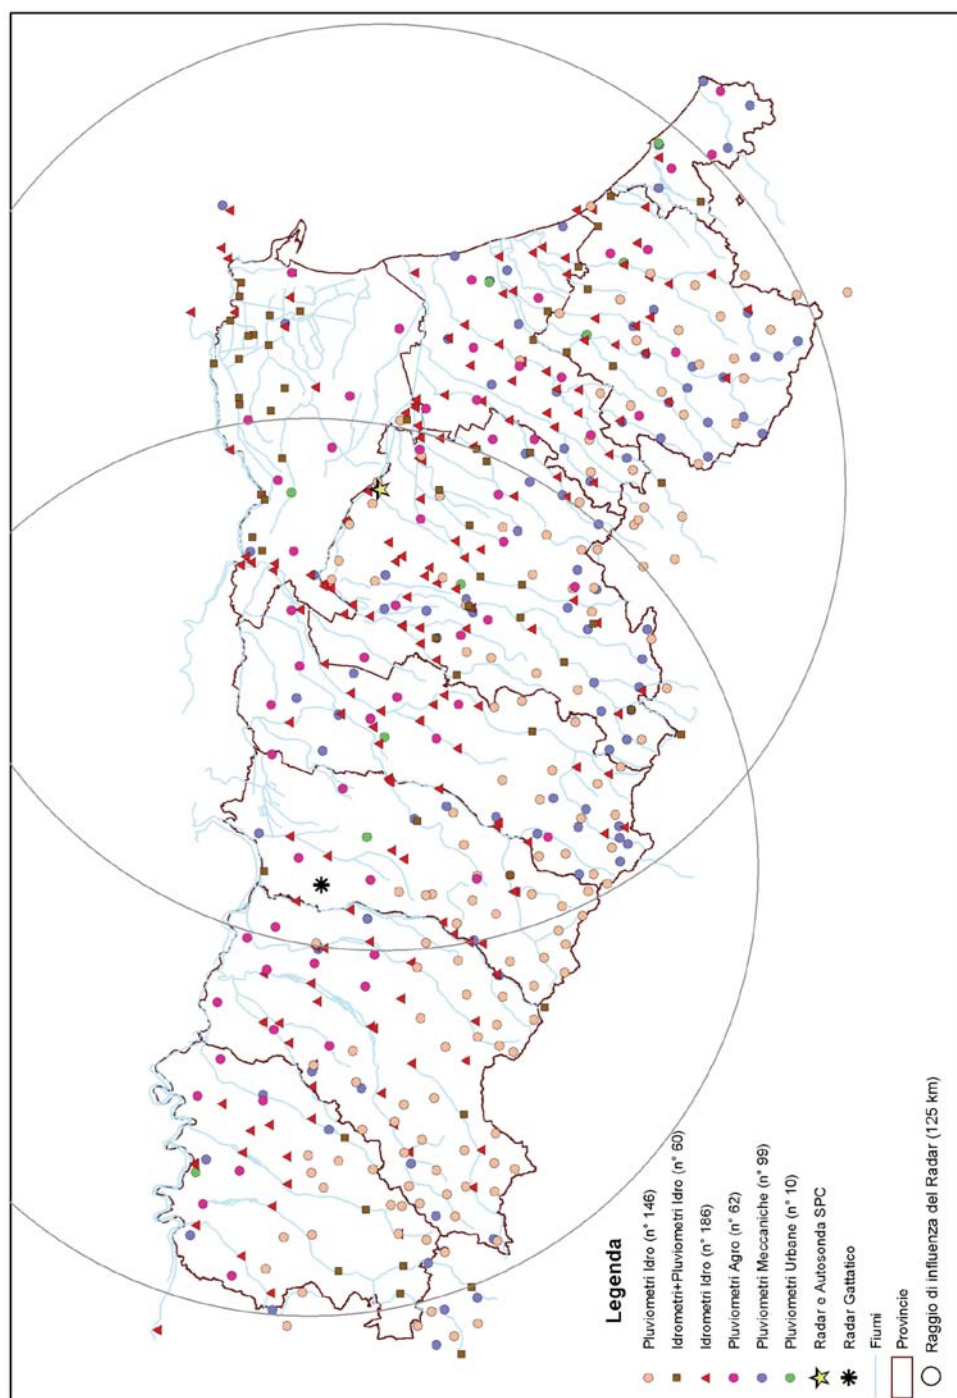 Legenda
Pluviometri Idro (n° 146)
Idrometri+Pluviometri Idro (n° 60)
Idrometri Idro (n° 186)
Pluviometri Agro (n° 62)
Pluviometri Meccaniche (n° 99)
Pluviometri Urbane (n° 10)
Radar e Autosonda SPC
Radar Gattatico
Fiumi
Provincie
Raggio di influenza del Radar (125 km)